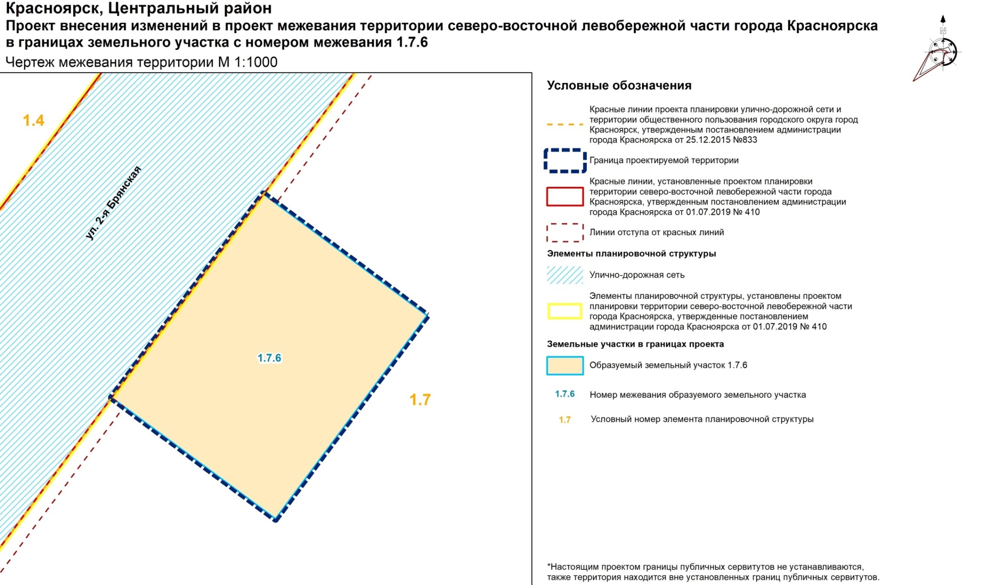 Красноярск, Центральный район
Проект внесения изменений в проект межевания территории северо-восточной левобережной части города Красноярска
в границах земельного участка с номером межевания 1.7.6
Чертеж межевания территории М 1:1000
N
1.4
ул. 2-я Брянская
1.7.6
1.7
Условные обозначения
Красные линии проекта планировки улично-дорожной сети и
территории общественного пользования городского округа город
Красноярск, утвержденным постановлением администрации
города Красноярска от 25.12.2015 №833
Граница проектируемой территории
Красные линии, установленные проектом планировки
территории северо-восточной левобережной части города
Красноярска, утвержденным постановлением администрации
города Красноярска от 01.07.2019 № 410
Линии отступа от красных линий
Элементы планировочной структуры
Улично-дорожная сеть
Элементы планировочной структуры, установлены проектом
планировки территории северо-восточной левобережной части
города Красноярска, утвержденные постановлением
администрации города Красноярска от 01.07.2019 № 410
Земельные участки в границах проекта
Образуемый земельный участок 1.7.6
1.7.6 Номер межевания образуемого земельного участка
1.7 Условный номер элемента планировочной структуры
*Настоящим проектом границы публичных сервитутов не устанавливаются,
также территория находится вне установленных границ публичных сервитутов.